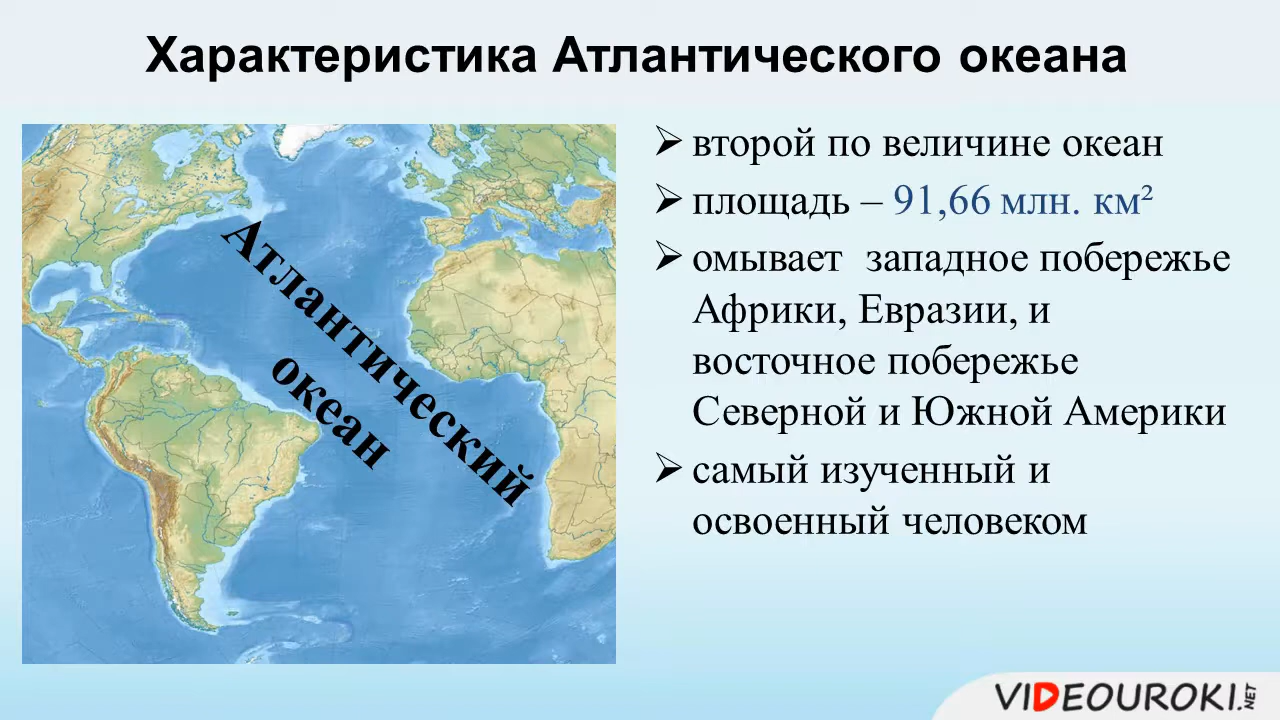 Характеристика Атлантического океана
Атлантический
океан
второй по величине океан
площадь – 91,66 млн. км²
омывает западное побережье
Африки, Евразии, и
восточное побережье
Северной и Южной Америки
самый изученный и
освоенный человеком
VIDEOUROKI.NET